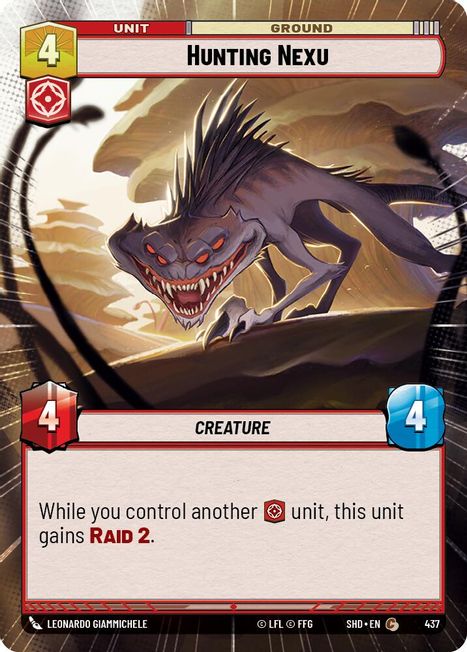 UNIT GROUND
4 HUNTING NEXU
4 CREATURE 4
While you control another unit, this unit
gains RAID 2.
LEONARDO GIAMMICHELE © LFL © FFG SHD • EN C 437